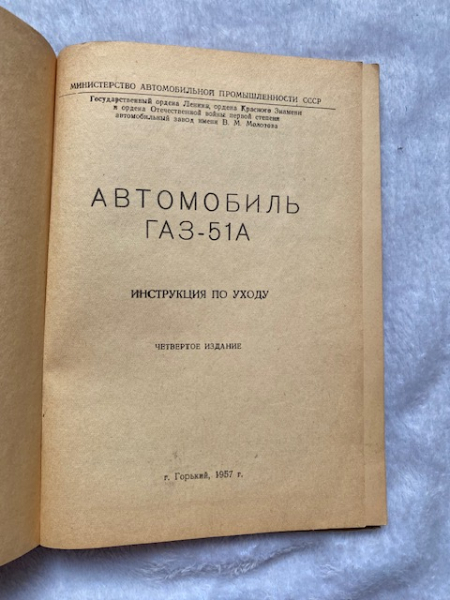 МИНИСТЕРСТВО АВТОМОБИЛЬНОЙ ПРОМЫШЛЕННОСТИ СССР
Государственный ордена Ленина, ордена Красного Знамени
и ордена Отечественной войны первой степени
автомобильный завод имени В. М. Молотова
АВТОМОБИЛЬ
ГАЗ-51А
ИНСТРУКЦИЯ ПО УХОДУ
ЧЕТВЕРТОЕ ИЗДАНИЕ
г. Горький, 1957 г.